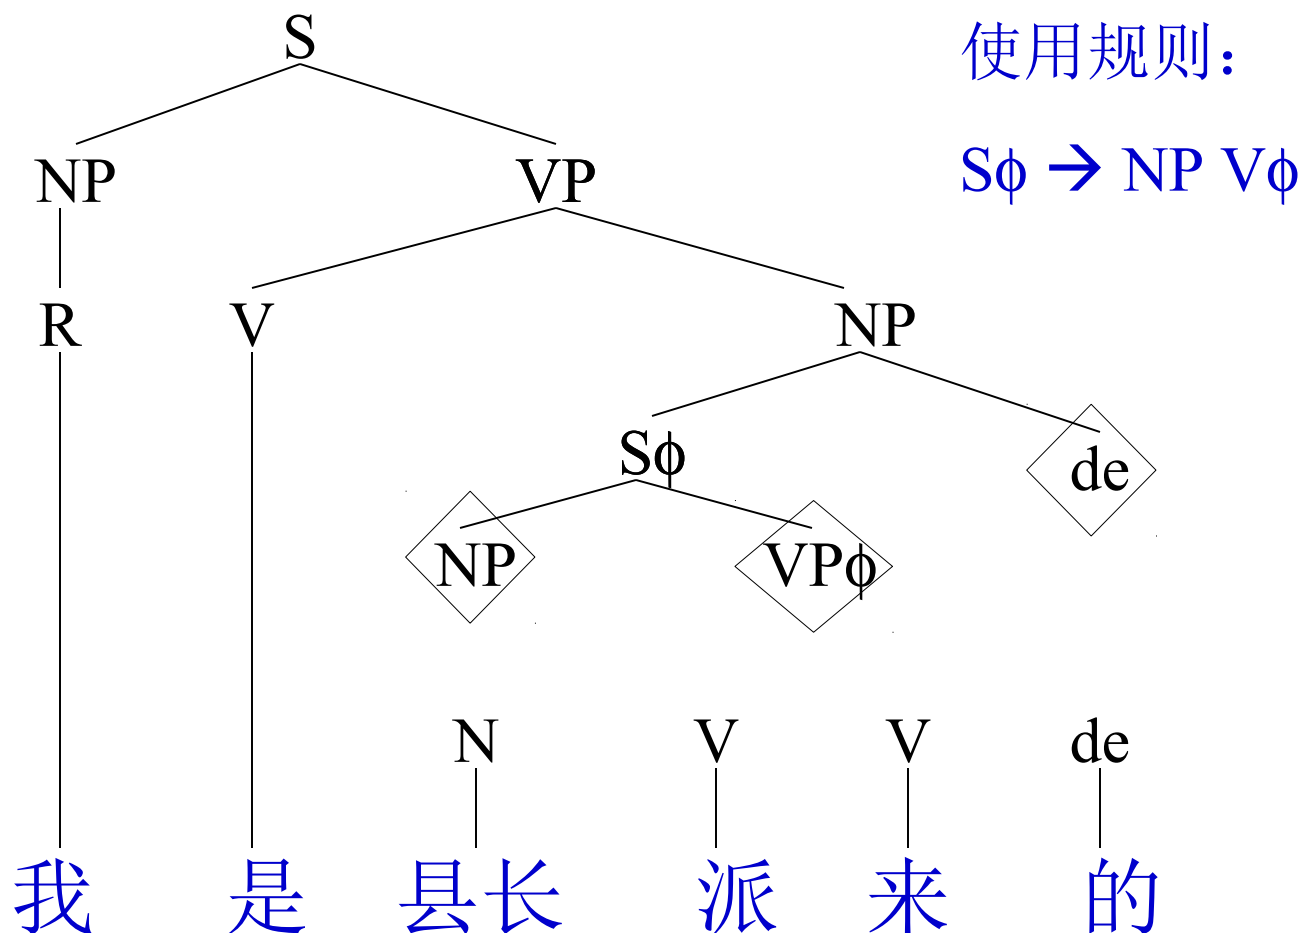 S
使用规则：
NP VP
Sϕ → NP Vϕ
R V NP
Sϕ de
NP VPϕ
N V V de
我 是 县长 派 来 的